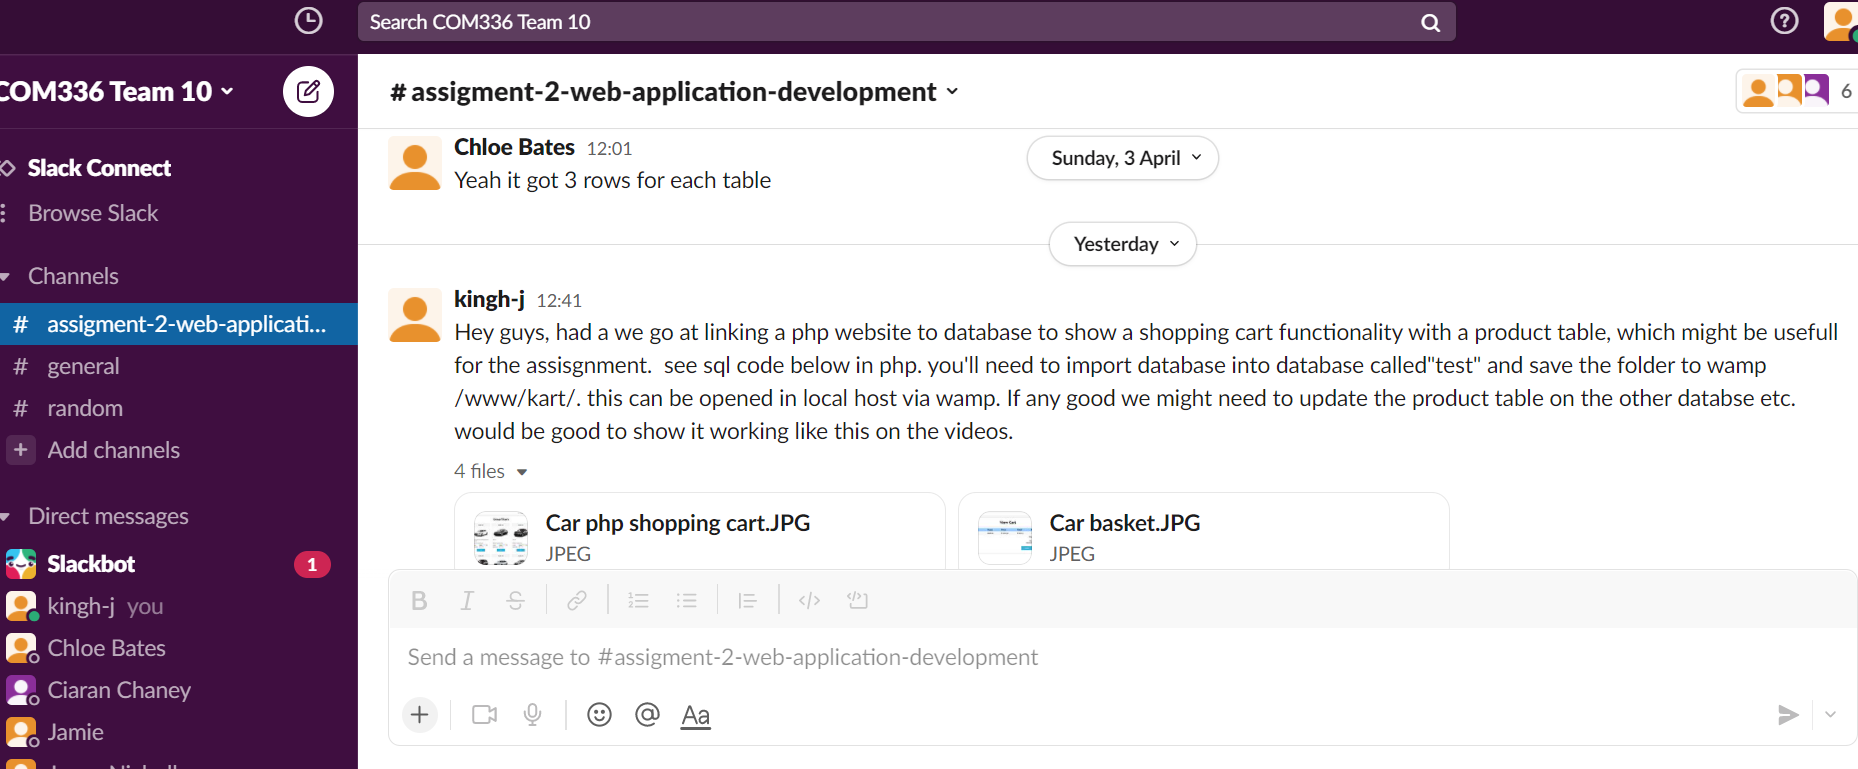 Search COM336 Team 10
COM336 Team 10
# assigment-2-web-application-development
6
Slack Connect
Browse Slack
Channels
# assigment-2-web-applicati...
# general
# random
+ Add channels
Direct messages
Slackbot 1
kingh-j you
Chloe Bates
Ciaran Chaney
Jamie
Chloe Bates 12:01
Sunday, 3 April
Yeah it got 3 rows for each table
Yesterday
kingh-j 12:41
Hey guys, had a we go at linking a php website to database to show a shopping cart functionality with a product table, which might be usefull
for the assisgnment. see sql code below in php. you'll need to import database into database called"test" and save the folder to wamp
/www/kart/. this can be opened in local host via wamp. If any good we might need to update the product table on the other databse etc.
would be good to show it working like this on the videos.
4 files
Car php shopping cart.JPG
JPEG
Car basket.JPG
JPEG
Send a message to #assigment-2-web-application-development
Aa